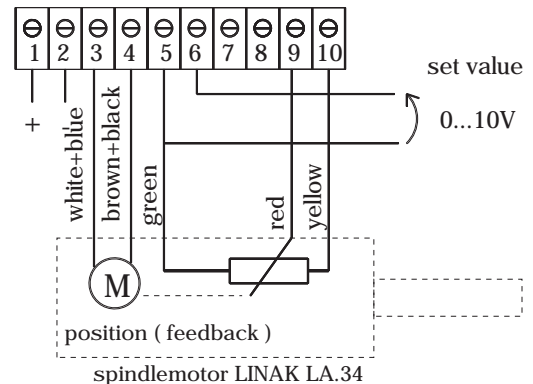 1 2 3 4 5 6 7 8 9 10
set value
+
white+blue
brown+black
green
red
yellow
0...10V
M
position ( feedback )
spindlemotor LINAK LA.34